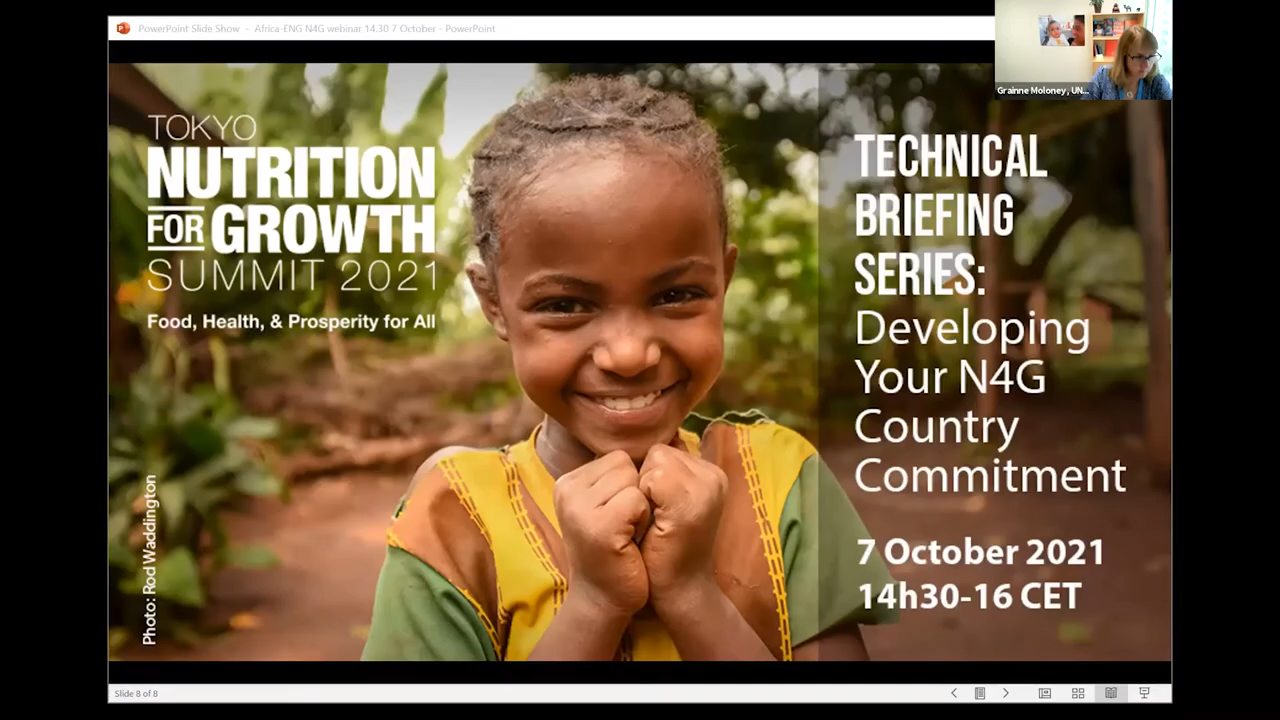 PowerPoint Slide Show - Africa-ENG N4G webinar 14.30 7 October - PowerPoint
Grainne Moloney, UN...
TOKYO
NUTRITION
FOR GROWTH
SUMMIT 2021
Food, Health, & Prosperity for All
Photo: Rod Waddington
TECHNICAL
BRIEFING
SERIES:
Developing
Your N4G
Country
Commitment
7 October 2021
14h30-16 CET
Slide 8 of 8